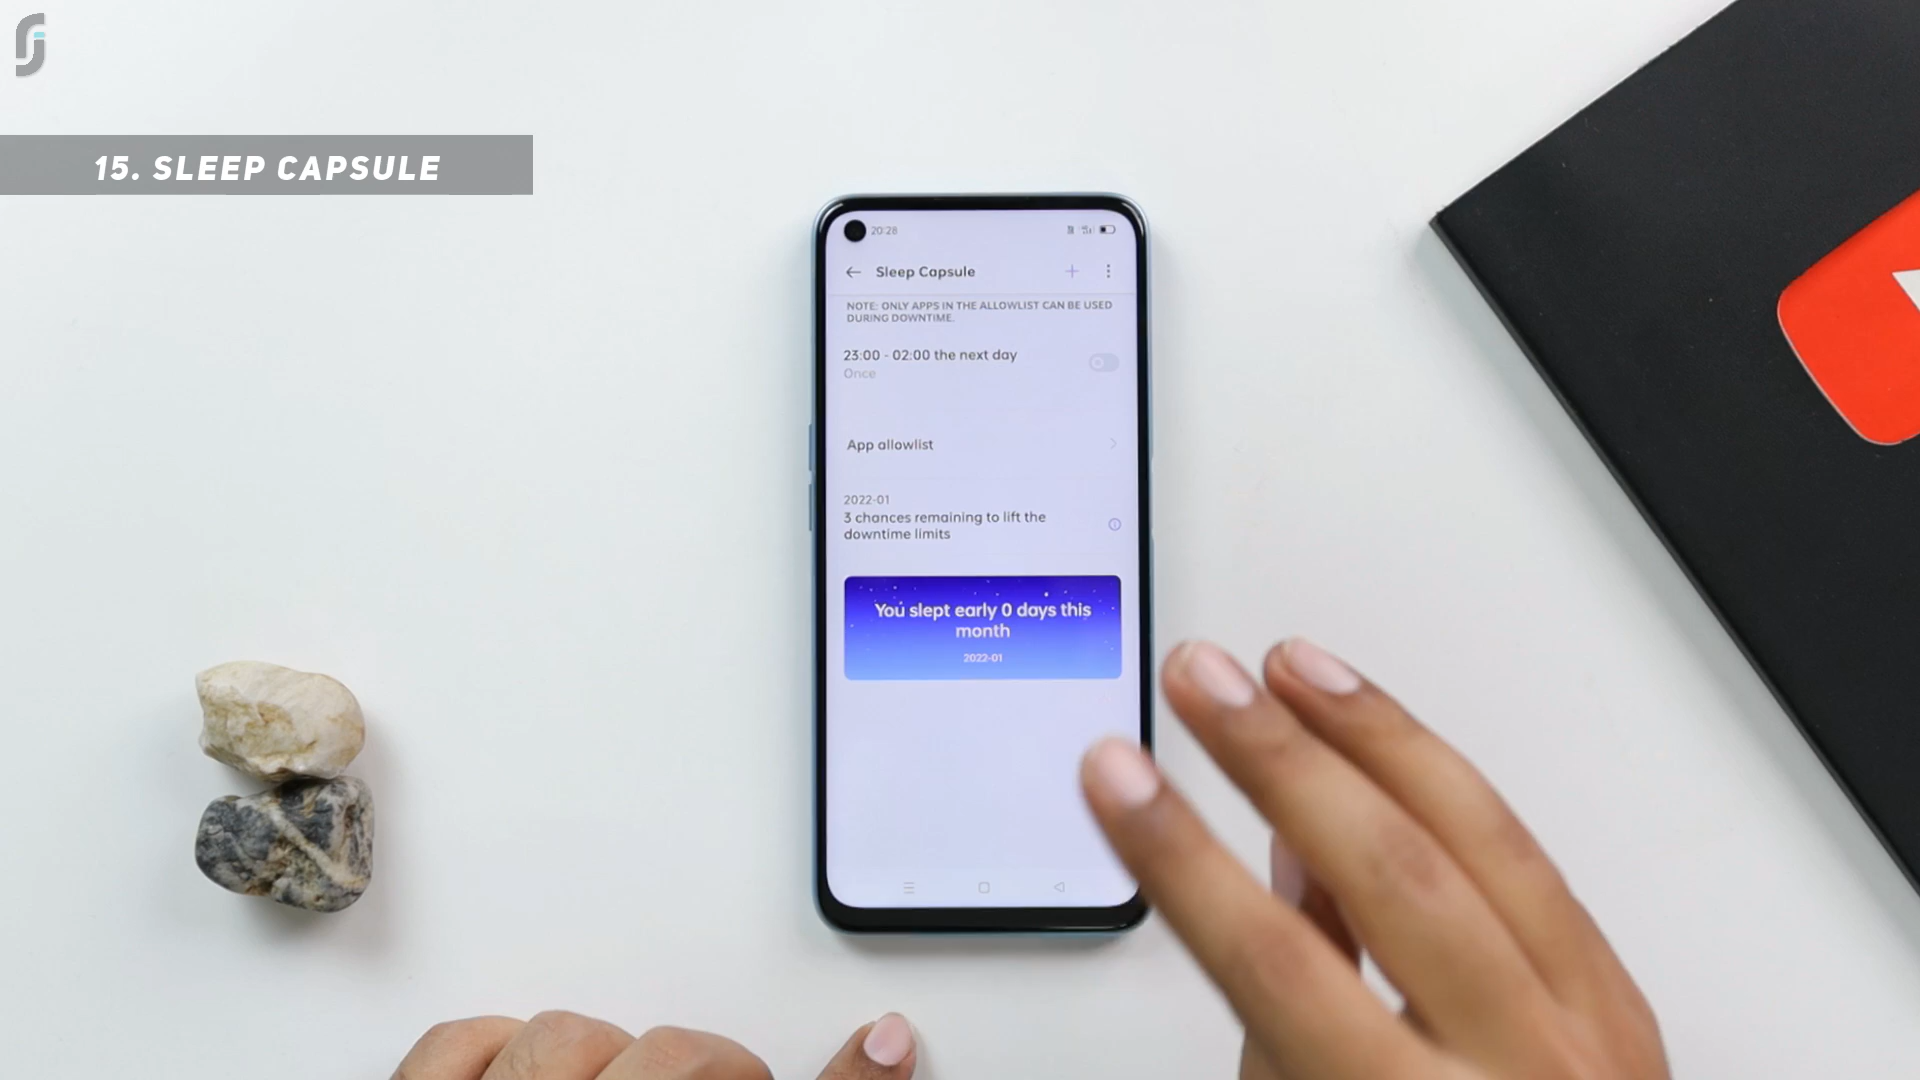 15. SLEEP CAPSULE
20:28
Sleep Capsule
NOTE: ONLY APPS IN THE ALLOWLIST CAN BE USED
DURING DOWNTIME.
23:00 - 02:00 the next day
Once
App allowlist
2022-01
3 chances remaining to lift the
downtime limits
You slept early 0 days this
month
2022-01